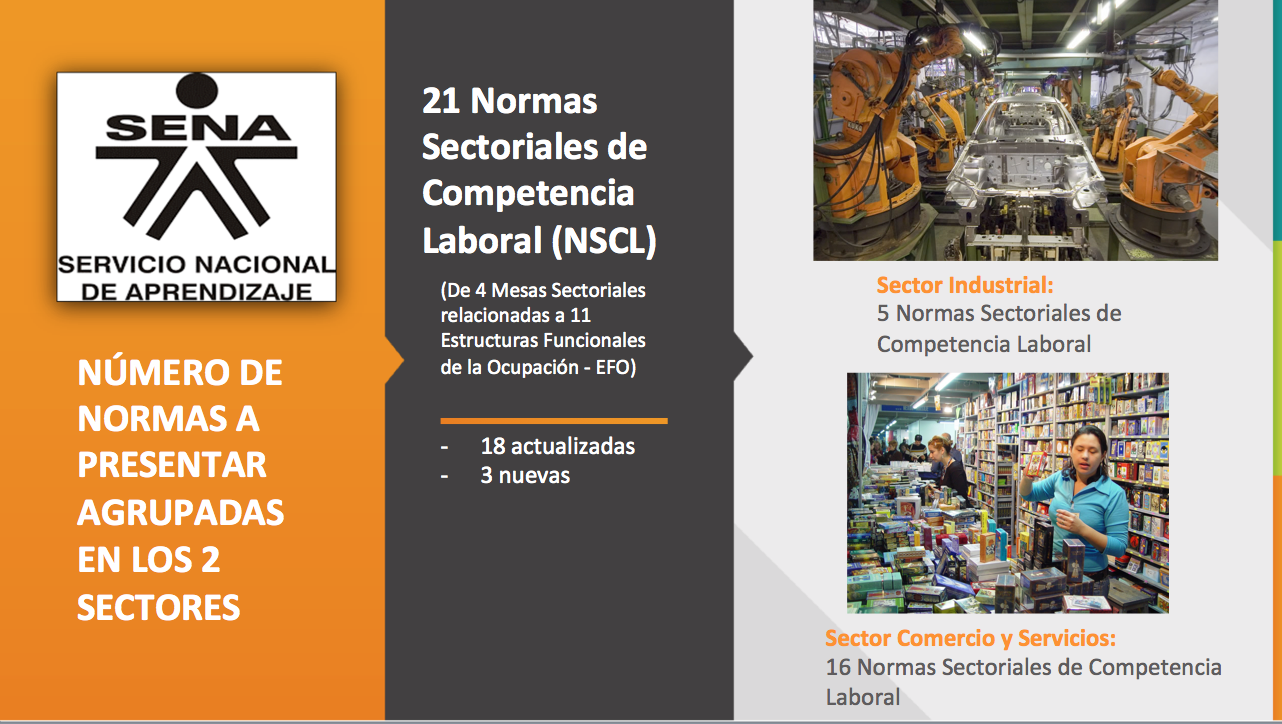 SENA
SERVICIO NACIONAL
DE APRENDIZAJE
NÚMERO DE
NORMAS A
PRESENTAR
AGRUPADAS
EN LOS 2
SECTORES
21 Normas
Sectoriales de
Competencia
Laboral (NSCL)
(De 4 Mesas Sectoriales
relacionadas a 11
Estructuras Funcionales
de la Ocupación - EFO)
- 18 actualizadas
- 3 nuevas
Sector Industrial:
5 Normas Sectoriales de
Competencia Laboral
Sector Comercio y Servicios:
16 Normas Sectoriales de Competencia
Laboral